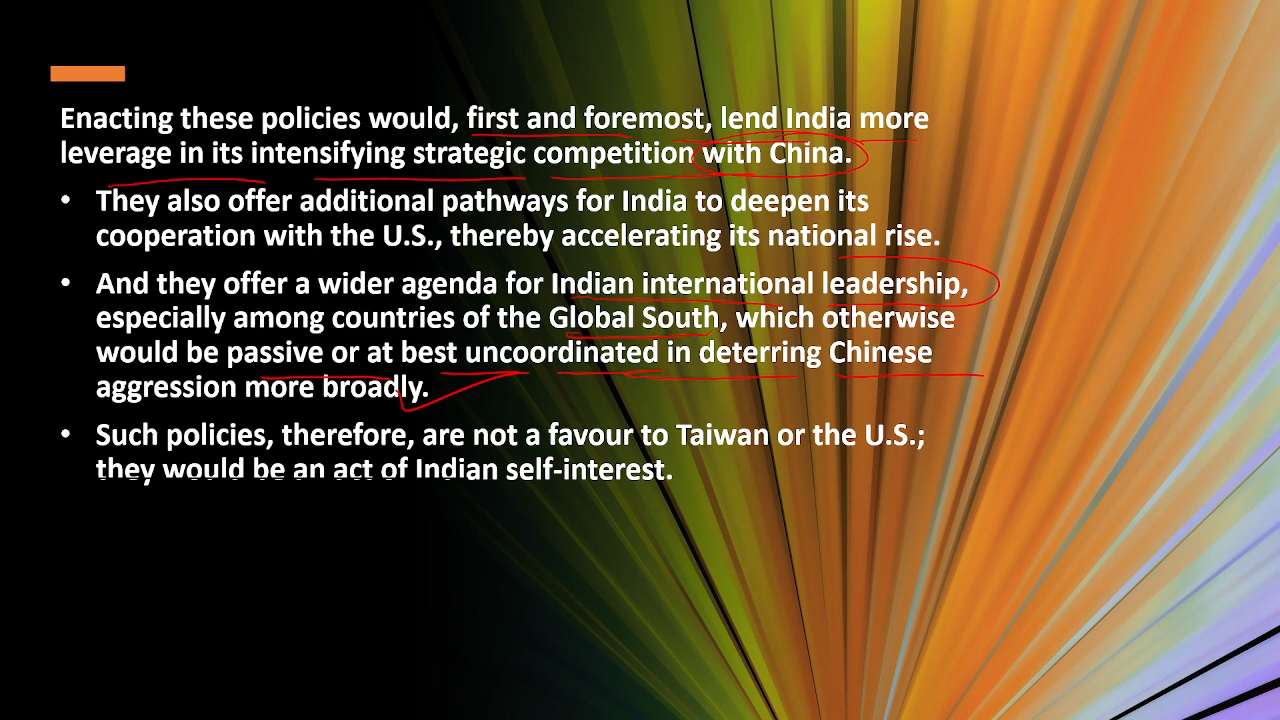 Enacting these policies would, first and foremost, lend India more
leverage in its intensifying strategic competition with China.
• They also offer additional pathways for India to deepen its
cooperation with the U.S., thereby accelerating its national rise.
• And they offer a wider agenda for Indian international leadership,
especially among countries of the Global South, which otherwise
would be passive or at best uncoordinated in deterring Chinese
aggression more broadly.
• Such policies, therefore, are not a favour to Taiwan or the U.S.;
they would be an act of Indian self-interest.